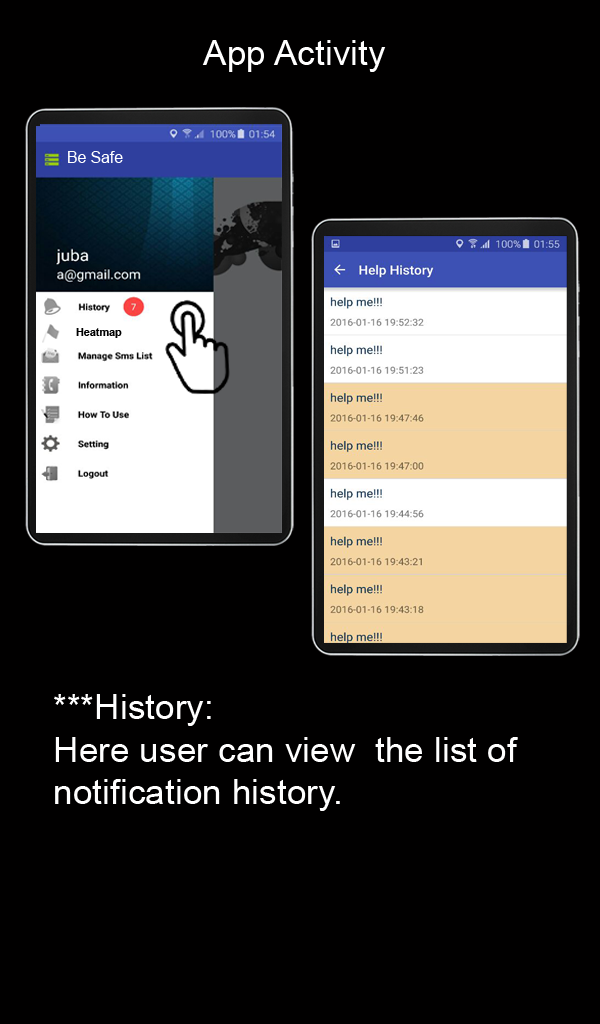 App Activity
100% 01:54
Be Safe
juba
a@gmail.com
History 7
Heatmap
Manage Sms List
Information
How To Use
Setting
Logout
100% 01:55
Help History
help me!!!
2016-01-16 19:52:32
help me!!!
2016-01-16 19:51:23
help me!!!
2016-01-16 19:47:46
help me!!!
2016-01-16 19:47:00
help me!!!
2016-01-16 19:44:56
help me!!!
2016-01-16 19:43:21
help me!!!
2016-01-16 19:43:18
help me!!!
***History:
Here user can view  the list of
notification history.